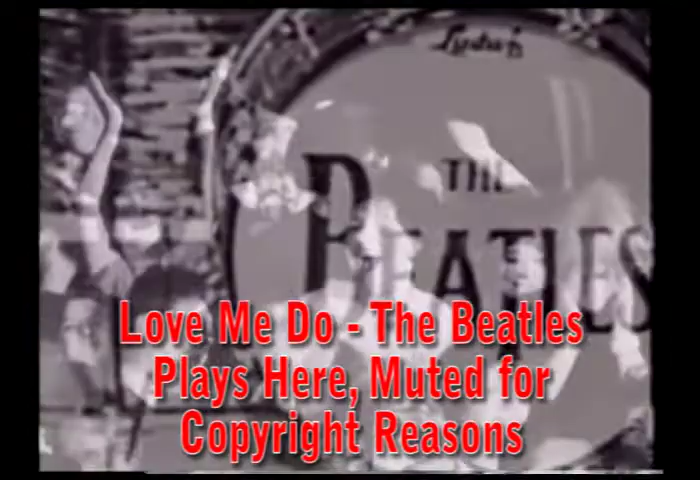 Ludwig
THE
BEATLES
Love Me Do - The Beatles
Plays Here, Muted for
Copyright Reasons